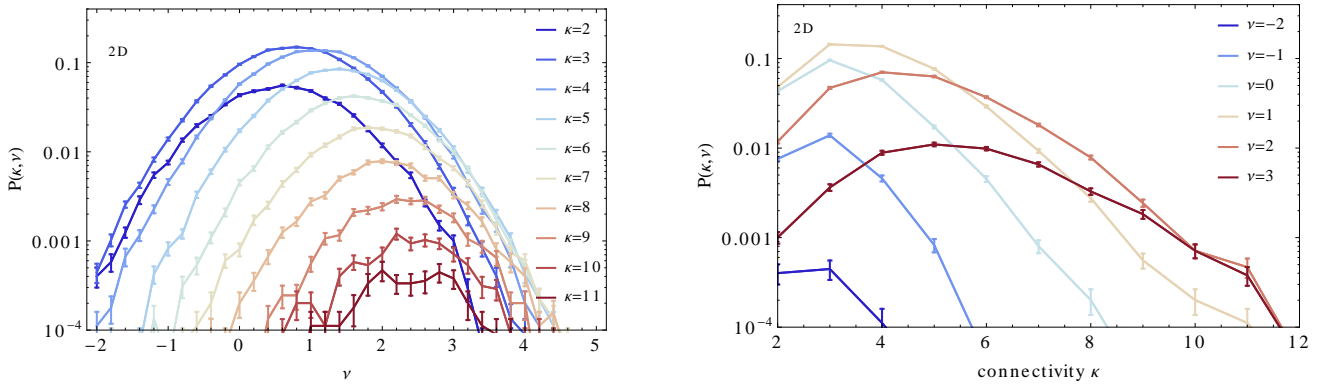 2D
κ=2
κ=3
κ=4
κ=5
κ=6
κ=7
κ=8
κ=9
κ=10
κ=11
P(κ,ν)
0.1
0.01
0.001
10⁻⁴
−2 −1 0 1 2 3 4 5
ν
2D
ν=−2
ν=−1
ν=0
ν=1
ν=2
ν=3
P(κ,ν)
0.1
0.01
0.001
10⁻⁴
2 4 6 8 10 12
connectivity κ